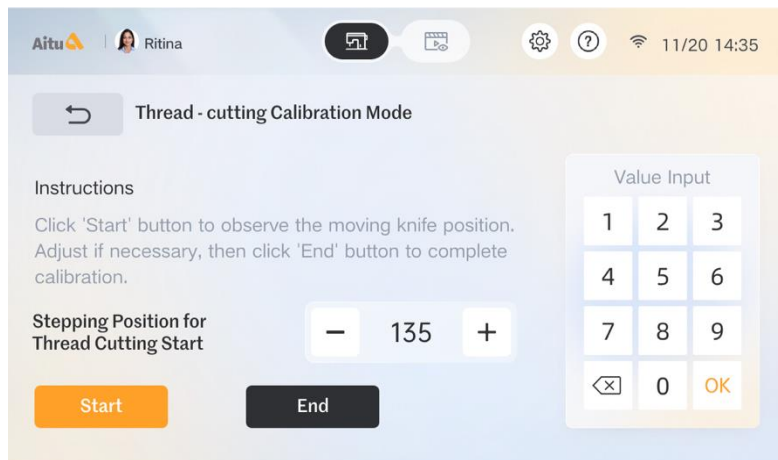 Aitu
Ritina
11/20 14:35
Thread - cutting Calibration Mode
Instructions
Click 'Start' button to observe the moving knife position.
Adjust if necessary, then click 'End' button to complete
calibration.
Stepping Position for
Thread Cutting Start
− 135 +
Start
End
Value Input
1 2 3
4 5 6
7 8 9
0 OK